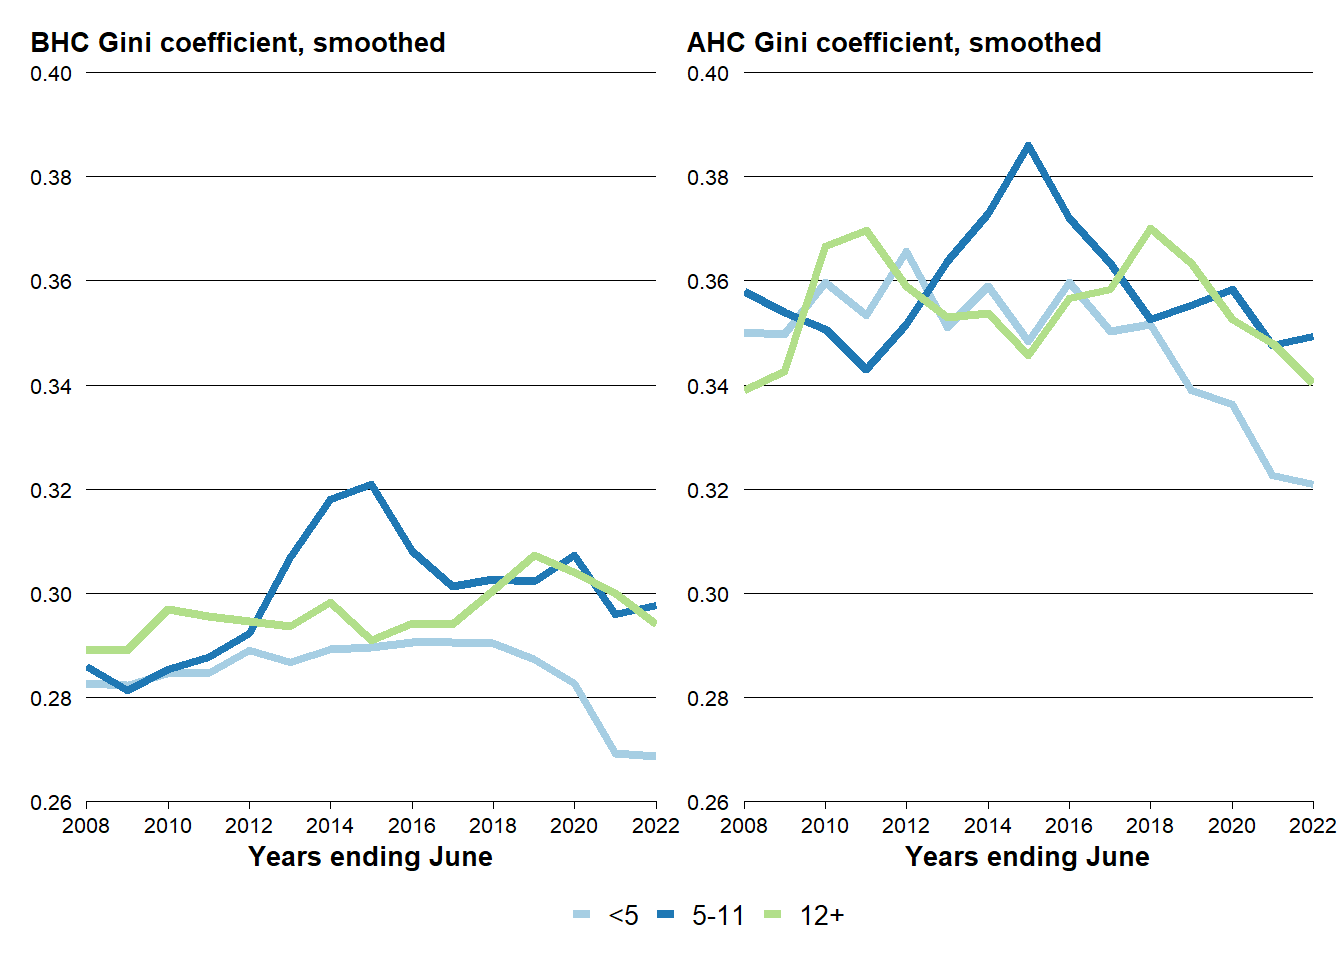 BHC Gini coefficient, smoothed
0.40
0.38
0.36
0.34
0.32
0.30
0.28
0.26
2008 2010 2012 2014 2016 2018 2020 2022
Years ending June
AHC Gini coefficient, smoothed
0.40
0.38
0.36
0.34
0.32
0.30
0.28
0.26
2008 2010 2012 2014 2016 2018 2020 2022
Years ending June
<5 5-11 12+